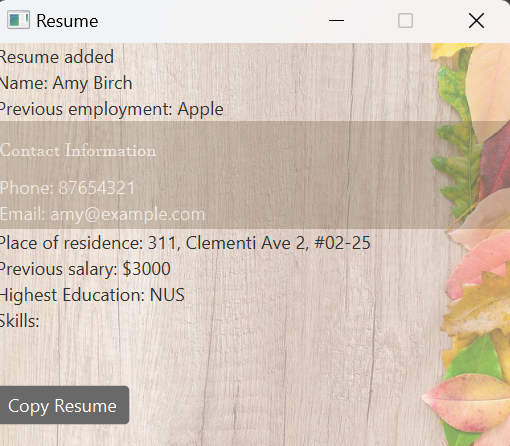 Resume
Resume added
Name: Amy Birch
Previous employment: Apple
Contact Information
Phone: 87654321
Email: amy@example.com
Place of residence: 311, Clementi Ave 2, #02-25
Previous salary: $3000
Highest Education: NUS
Skills:
Copy Resume